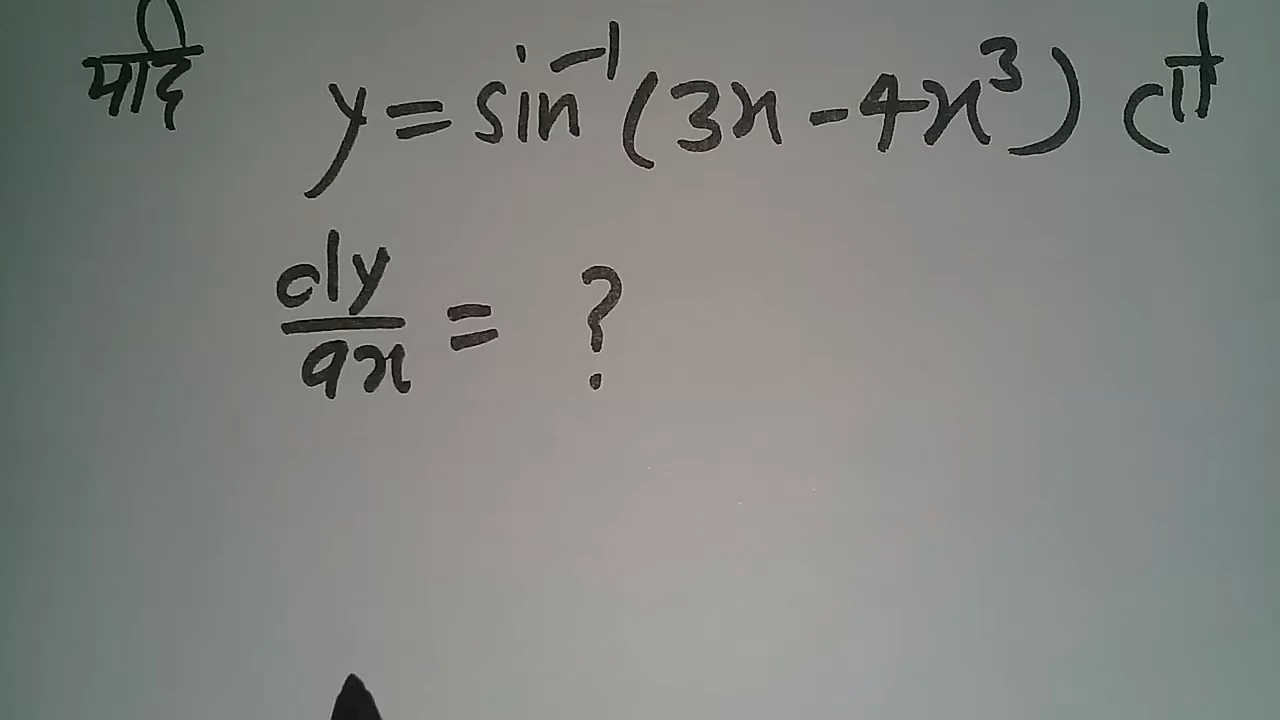 यदि y = sin⁻¹(3x - 4x³) तो
dy/dx = ?